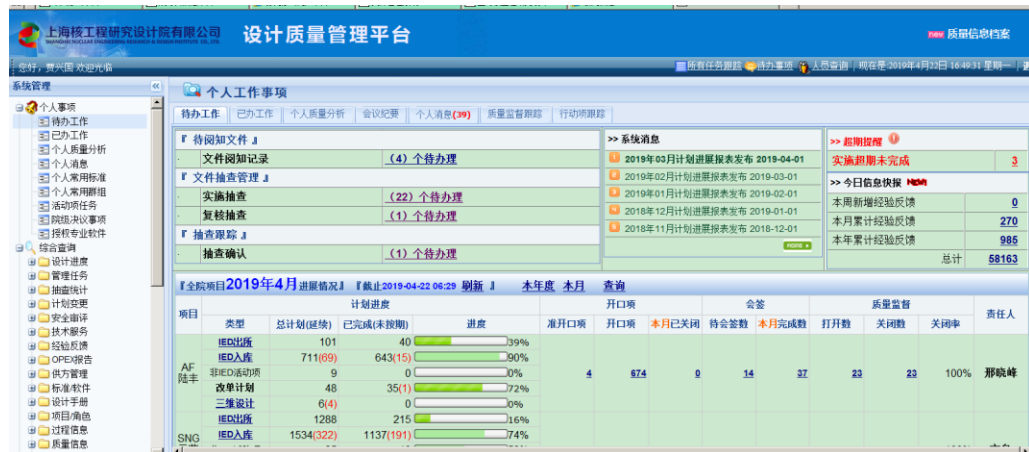 上海核工程研究设计院有限公司
SHANGHAI NUCLEAR ENGINEERING RESEARCH & DESIGN INSTITUTE CO., LTD.
设计质量管理平台
new 质量信息档案
您好，贾兴国 欢迎光临
所有任务跟踪 待办事项 人员查询 | 现在是:2019年4月22日 16:49:31 星期一 |
系统管理 «
个人事项
待办工作
已办工作
个人质量分析
个人消息
个人常用标准
个人常用群组
活动项任务
院级决议事项
授权专业软件
综合查询
设计进度
管理任务
抽查统计
计划变更
安全审评
技术服务
经验反馈
OPEX报告
供方管理
标准/软件
设计手册
项目/角色
过程信息
质量信息
个人工作事项
待办工作 已办工作 个人质量分析 会议纪要 个人消息(39) 质量监督跟踪 行动项跟踪
『 待阅知文件 』
文件阅知记录 （4）个待办理
『 文件抽查管理 』
实施抽查 （22）个待办理
复核抽查 （1）个待办理
『 抽查跟踪 』
抽查确认 （1）个待办理
>> 系统消息
1 2019年03月计划进展报表发布 2019-04-01
2 2019年02月计划进展报表发布 2019-03-01
3 2019年01月计划进展报表发布 2019-02-01
4 2018年12月计划进展报表发布 2019-01-01
5 2018年11月计划进展报表发布 2018-12-01
more
>> 超期提醒
实施超期未完成 3
>> 今日信息快报 NEW!
本周新增经验反馈 0
本月累计经验反馈 270
本年累计经验反馈 985
总计 58163
『全院项目2019年4月进展情况』 『截止2019-04-22 06:29 刷新 』 本年度 本月 查询
项目 计划进度 开口项 会签 质量监督 责任人
类型 总计划(延续) 已完成(未按期) 进度 准开口项 开口项 本月已关闭 待会签数 本月完成数 打开数 关闭数 关闭率
AF陆丰
IED出所 101 40 39%
IED入库 711(69) 643(15) 90%
非IED活动项 9 0 0%
4 674 0 14 37 23 23 100% 邢晓峰
改单计划 48 35(1) 72%
三维设计 6(4) 0 0%
SNG
IED出所 1288 215 16%
IED入库 1534(322) 1137(191) 74%